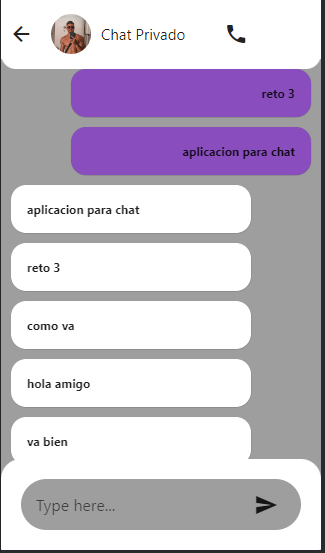 Chat Privado
reto 3
aplicacion para chat
aplicacion para chat
reto 3
como va
hola amigo
va bien
Type here...